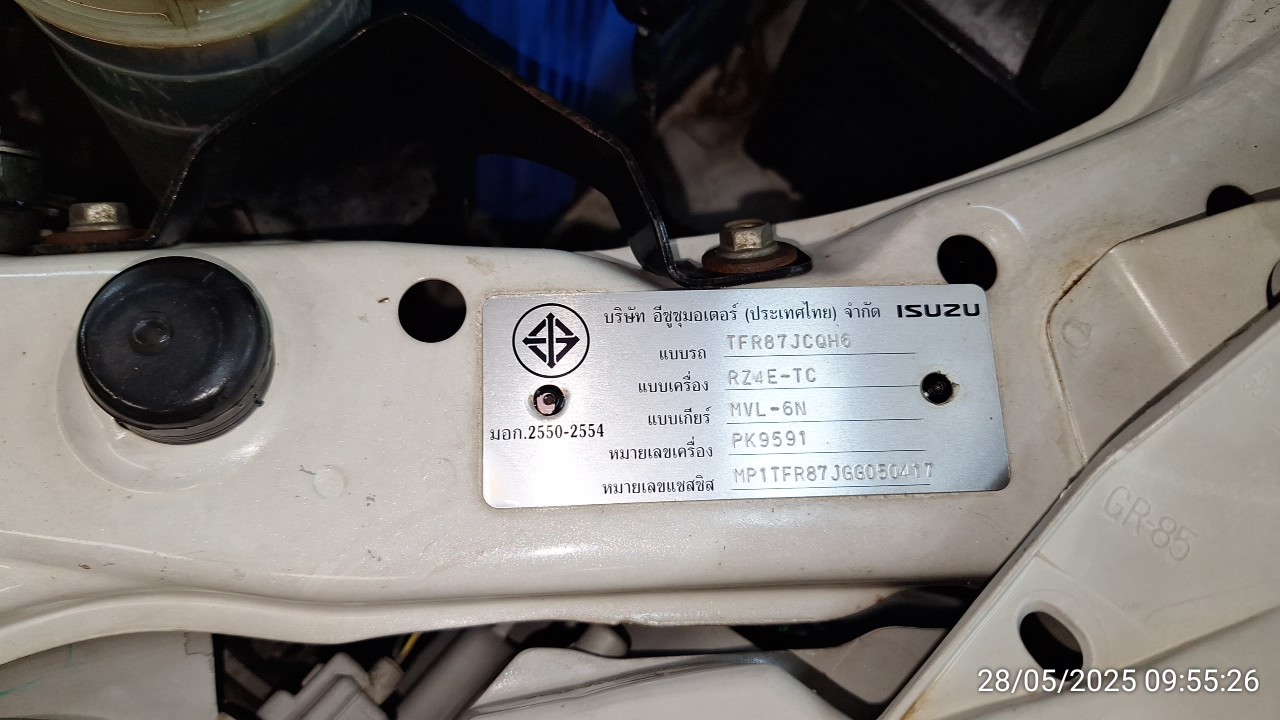 บริษัท อีซูซุมอเตอร์ (ประเทศไทย) จำกัด ISUZU
แบบรถ TFR87JCQH6
แบบเครื่อง RZ4E-TC
แบบเกียร์ MVL-6N
มอก.2550-2554
หมายเลขเครื่อง PK9591
หมายเลขแชสซิส MP1TFR87JGG050417
GR-85
28/05/2025 09:55:26